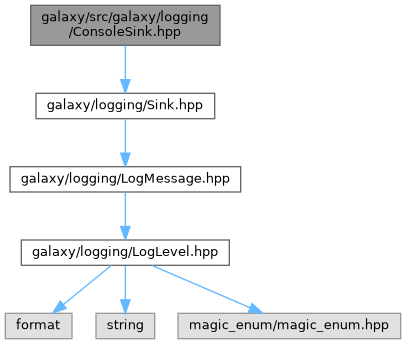 galaxy/src/galaxy/logging
/ConsoleSink.hpp
galaxy/logging/Sink.hpp
galaxy/logging/LogMessage.hpp
galaxy/logging/LogLevel.hpp
format
string
magic_enum/magic_enum.hpp